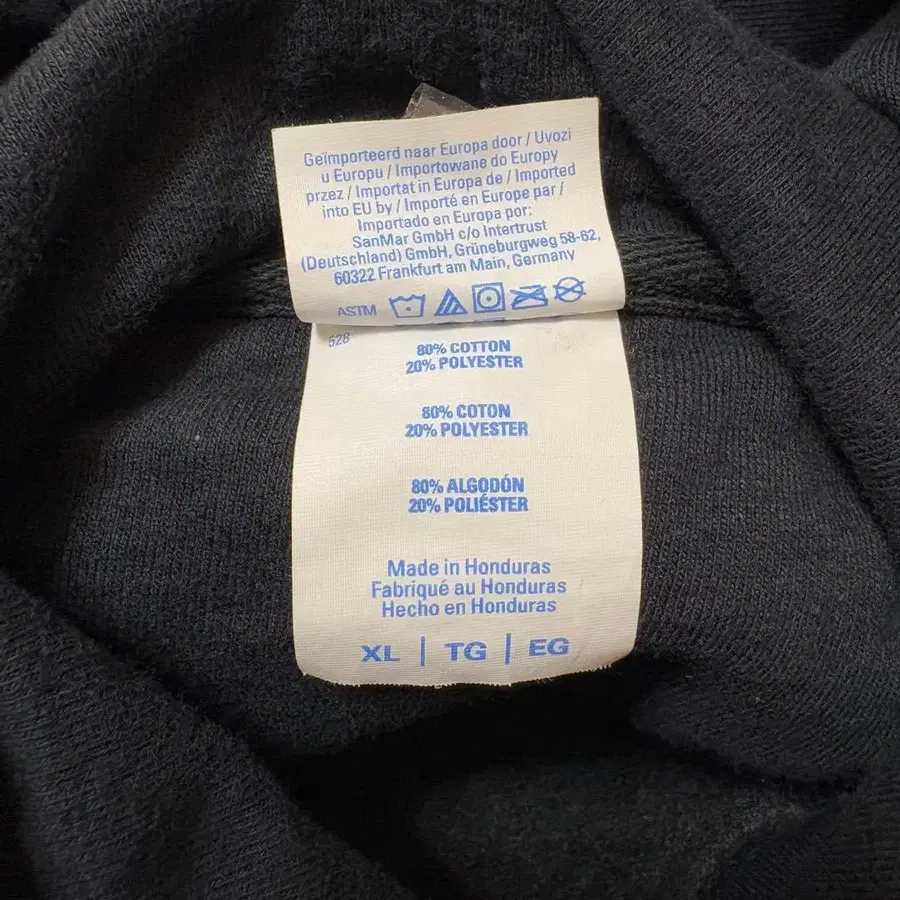 Geïmporteerd naar Europa door / Uvozi
u Europu / Importowane do Europy
przez / Importat in Europa de / Imported
into EU by / Importé en Europe par /
Importado en Europa por:
SanMar GmbH c/o Intertrust
(Deutschland) GmbH, Grüneburgweg 58-62,
60322 Frankfurt am Main, Germany
ASTM
528
80% COTTON
20% POLYESTER
80% COTON
20% POLYESTER
80% ALGODÓN
20% POLIÉSTER
Made in Honduras
Fabriqué au Honduras
Hecho en Honduras
XL | TG | EG